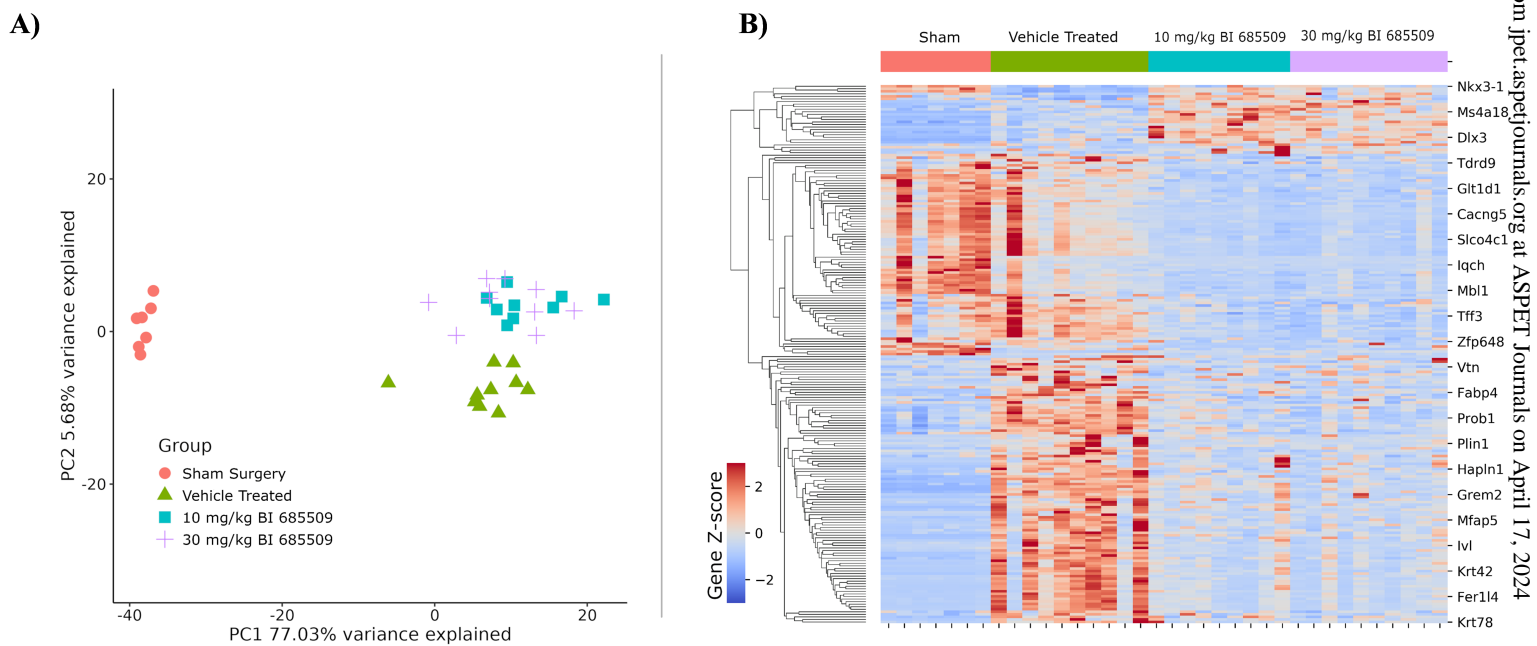 A)
20
0
-20
PC2 5.68% variance explained
Group
Sham Surgery
Vehicle Treated
10 mg/kg BI 685509
30 mg/kg BI 685509
-40
-20
0
20
PC1 77.03% variance explained
B)
Sham
Vehicle Treated
10 mg/kg BI 685509
30 mg/kg BI 685509
Nkx3-1
Ms4a18
Dlx3
Tdrd9
Glt1d1
Cacng5
Slco4c1
Iqch
Mbl1
Tff3
Zfp648
Vtn
Fabp4
Prob1
Plin1
Hapln1
Grem2
Mfap5
Ivl
Krt42
Fer1l4
Krt78
Gene Z-score
2
0
−2
om jpet.aspetjournals.org at ASPET Journals on April 17, 2024